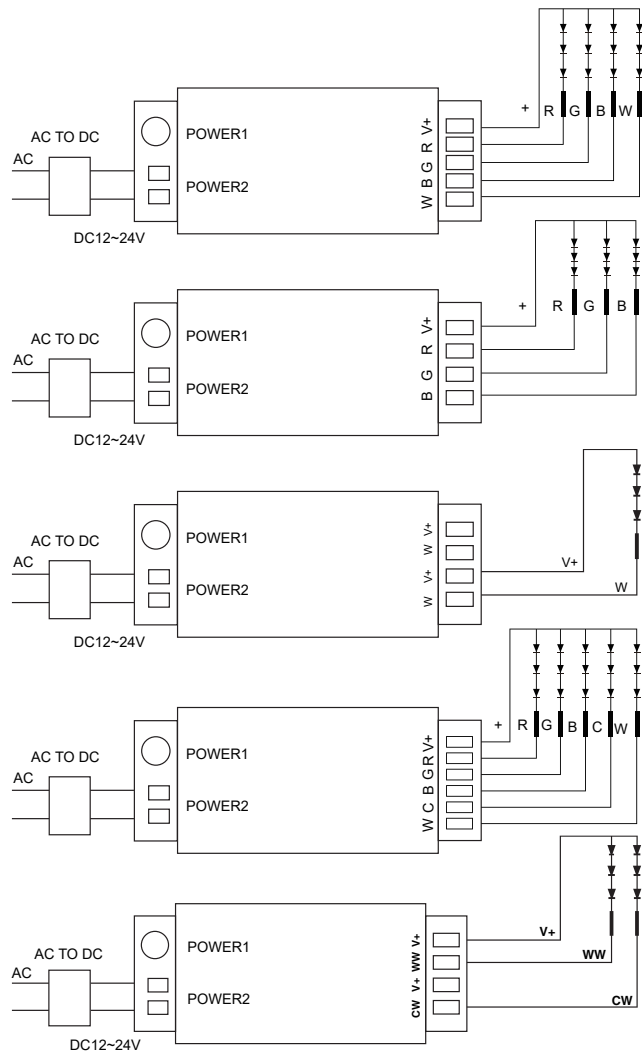 + R G B W
AC TO DC
AC
POWER1
POWER2
V+
R
G
B
W
DC12~24V
+ R G B
AC TO DC
AC
POWER1
POWER2
V+
R
G
B
DC12~24V
AC TO DC
AC
POWER1
POWER2
V+
W
V+
W
V+
W
DC12~24V
+ R G B C W
AC TO DC
AC
POWER1
POWER2
V+
R
G
B
C
W
AC TO DC
AC
POWER1
POWER2
V+
WW
V+
CW
V+
WW
CW
DC12~24V